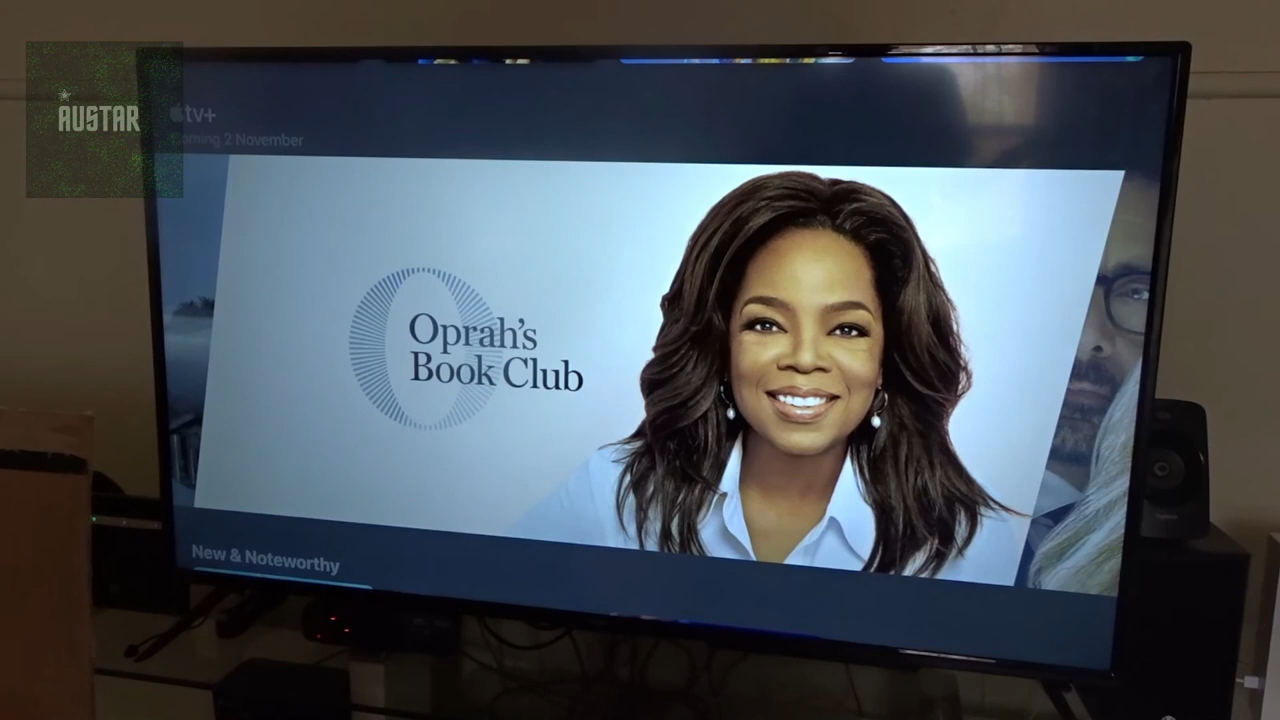 AUSTAR
tv+
Coming 2 November
Oprah's
Book Club
New & Noteworthy